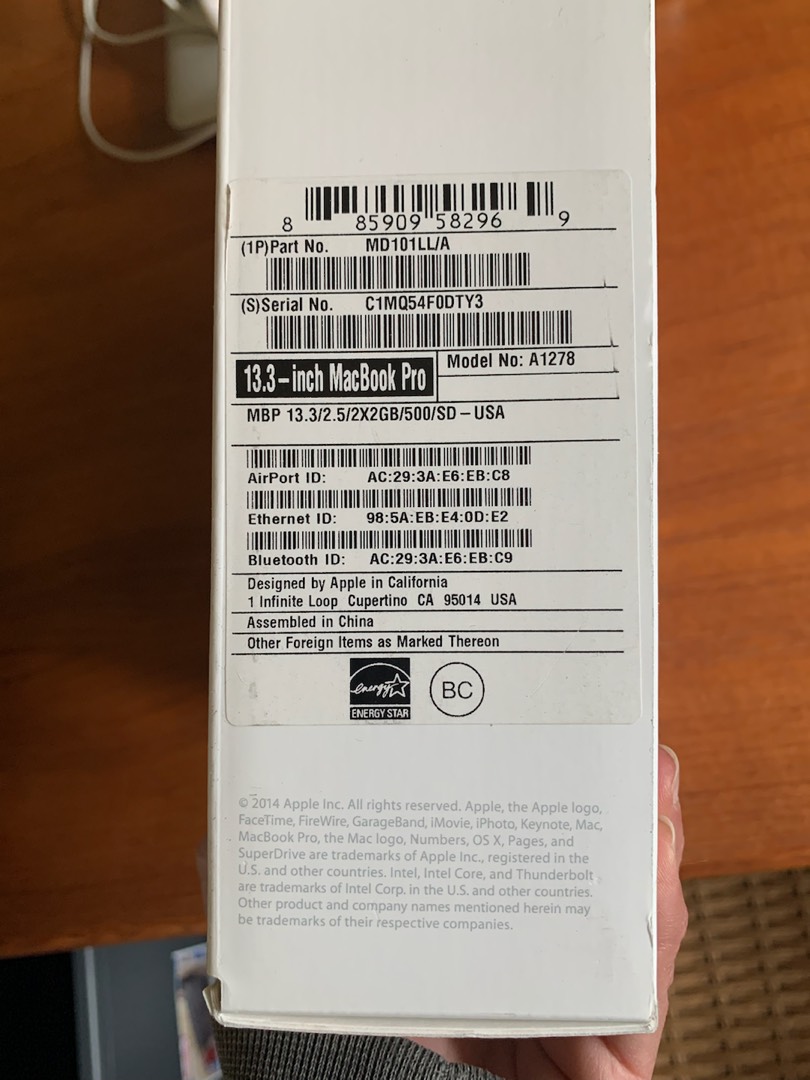 8 85909 58296 9
(1P)Part No. MD101LL/A
(S)Serial No. C1MQ54F0DTY3
13.3-inch MacBook Pro
Model No: A1278
MBP 13.3/2.5/2X2GB/500/SD – USA
AirPort ID: AC:29:3A:E6:EB:C8
Ethernet ID: 98:5A:EB:E4:0D:E2
Bluetooth ID: AC:29:3A:E6:EB:C9
Designed by Apple in California
1 Infinite Loop Cupertino CA 95014 USA
Assembled in China
Other Foreign Items as Marked Thereon
energy
ENERGY STAR
BC
© 2014 Apple Inc. All rights reserved. Apple, the Apple logo,
FaceTime, FireWire, GarageBand, iMovie, iPhoto, Keynote, Mac,
MacBook Pro, the Mac logo, Numbers, OS X, Pages, and
SuperDrive are trademarks of Apple Inc., registered in the
U.S. and other countries. Intel, Intel Core, and Thunderbolt
are trademarks of Intel Corp. in the U.S. and other countries.
Other product and company names mentioned herein may
be trademarks of their respective companies.